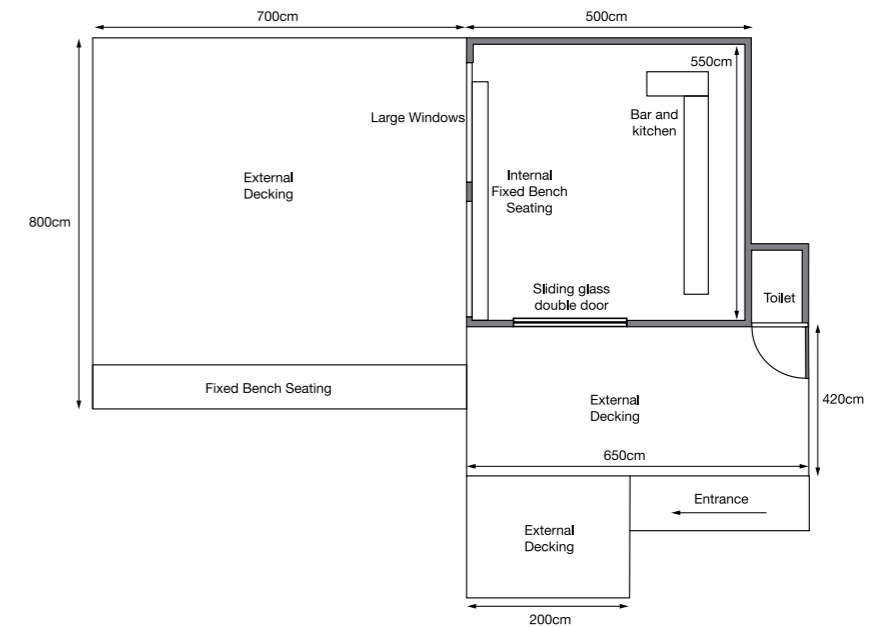 700cm
500cm
550cm
Large Windows
Bar and
kitchen
External
Decking
Internal
Fixed Bench
Seating
800cm
Sliding glass
double door
Toilet
Fixed Bench Seating
External
Decking
420cm
650cm
Entrance
External
Decking
200cm